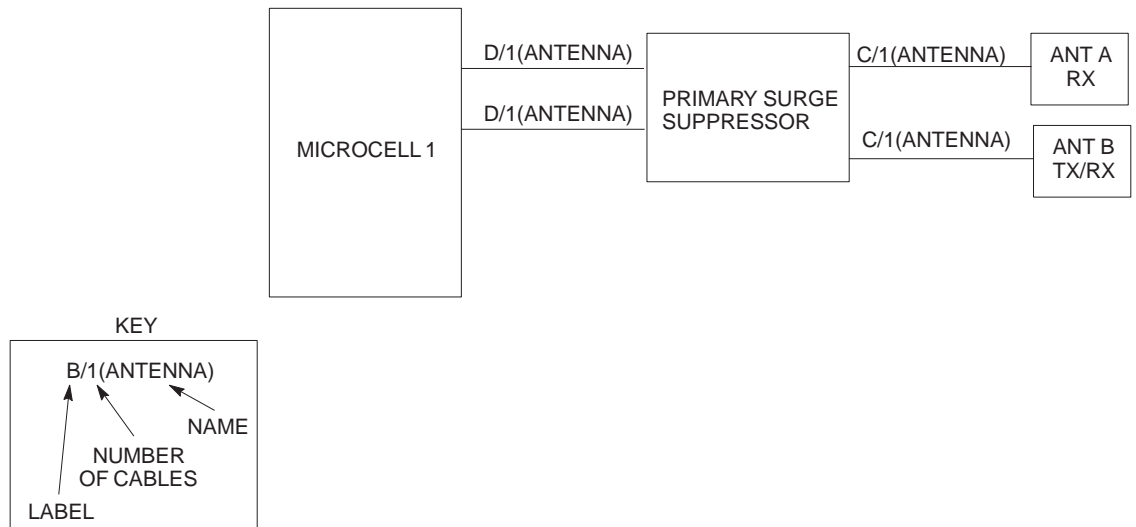 MICROCELL 1
D/1(ANTENNA)
D/1(ANTENNA)
PRIMARY SURGE
SUPPRESSOR
C/1(ANTENNA)
C/1(ANTENNA)
ANT A
RX
ANT B
TX/RX
KEY
B/1(ANTENNA)
NAME
NUMBER
OF CABLES
LABEL